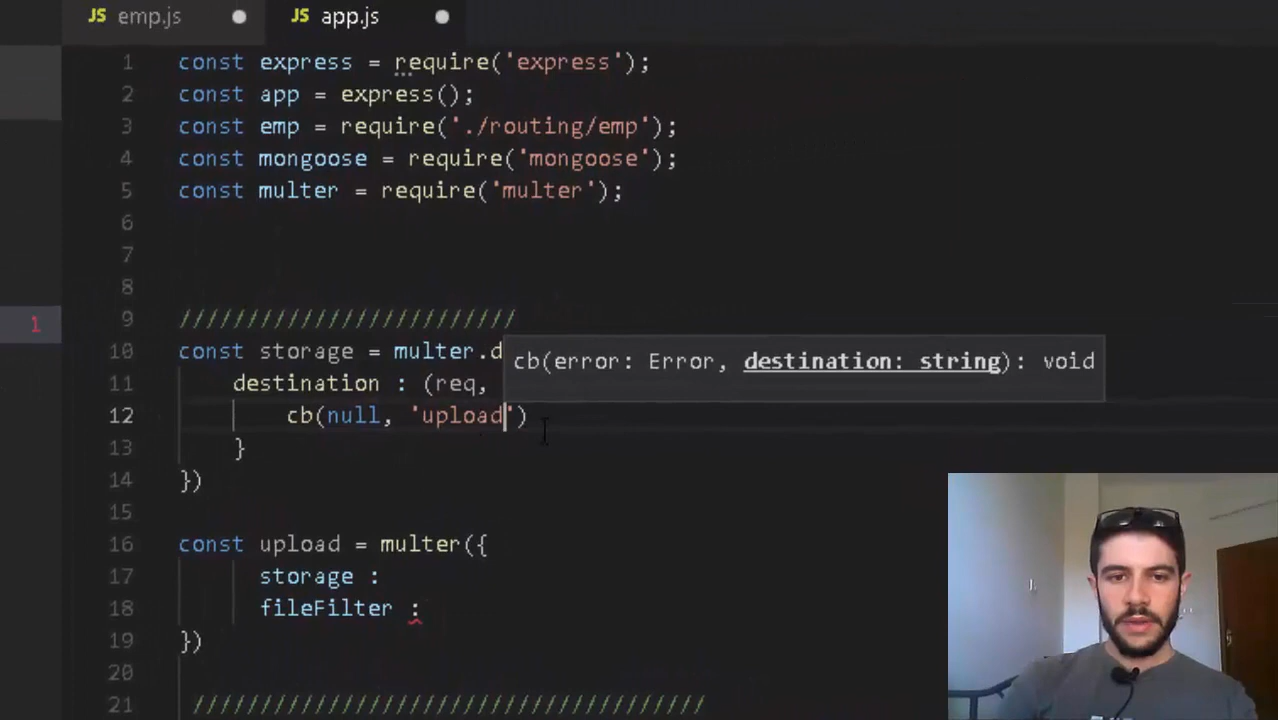 JS emp.js JS app.js
1 const express = require('express');
2 const app = express();
3 const emp = require('./routing/emp');
4 const mongoose = require('mongoose');
5 const multer = require('multer');
6
7
8
1 9 /////////////////////////
10 const storage = multer.d
cb(error: Error, destination: string): void
11 destination : (req,
12 cb(null, 'upload')
13 }
14 })
15
16 const upload = multer({
17 storage :
18 fileFilter :
19 })
20
21 //////////////////////////////////////